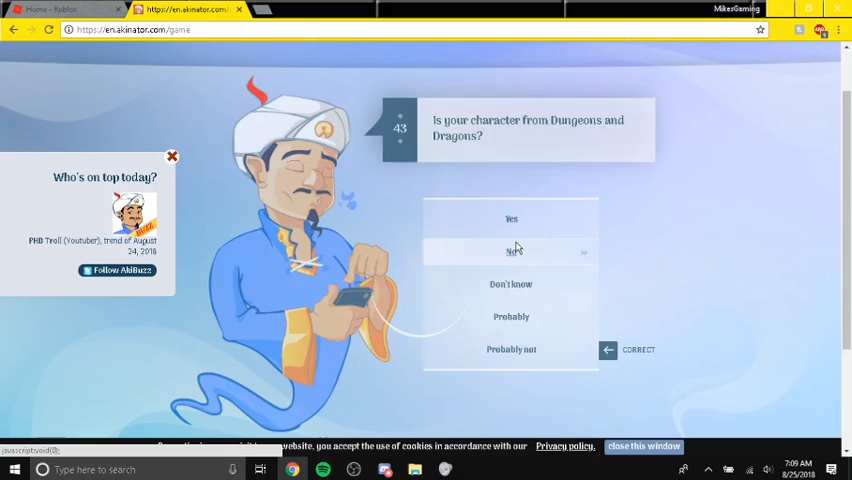 Home - Roblox
https://en.akinator.com/
MikesGaming
https://en.akinator.com/game
43
Is your character from Dungeons and
Dragons?
Who's on top today?
BUZZ
PHB Troll (Youtuber), trend of August
24, 2018
Follow AkiBuzz
Yes
No
Don't know
Probably
Probably not
CORRECT
website, you accept the use of cookies in accordance with our Privacy policy. close this window
javascript:void(0);
Type here to search
7:09 AM
8/25/2018